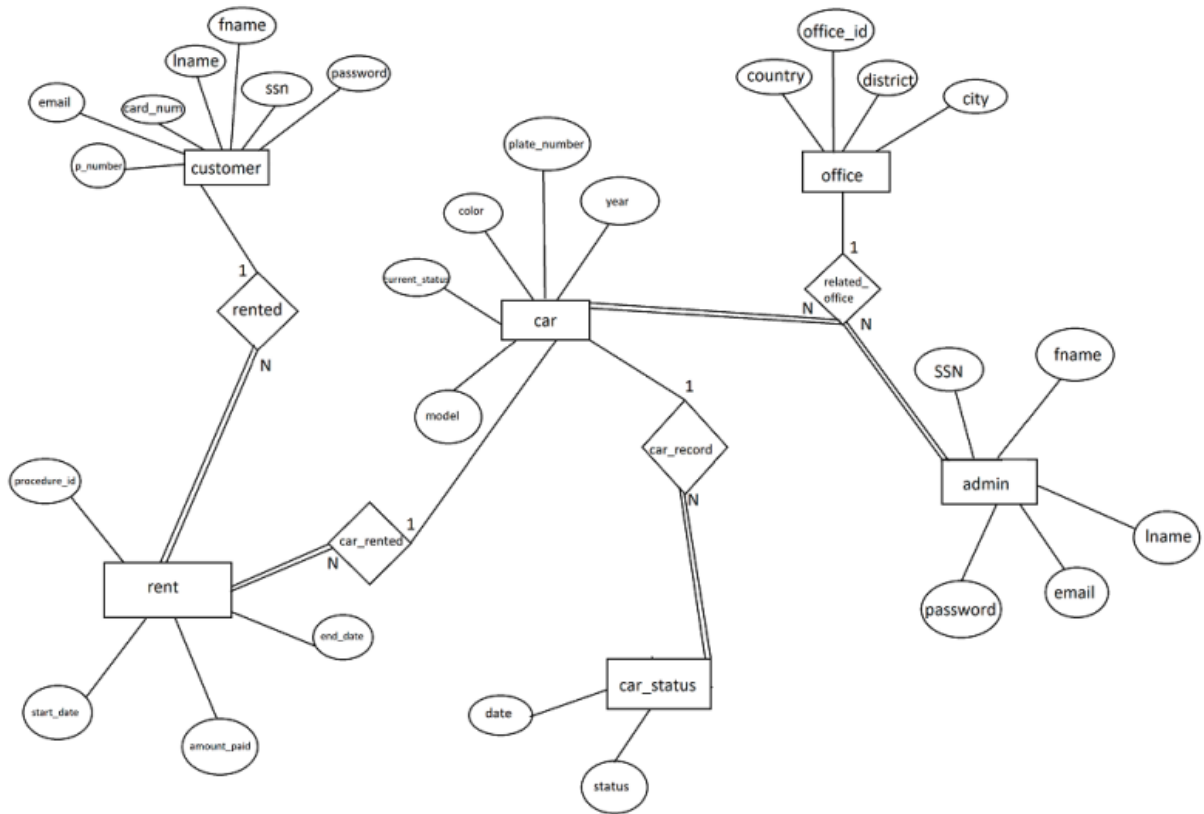 fname
lname
ssn
password
email
card_num
p_number
customer
1
rented
N
procedure_id
rent
start_date
amount_paid
end_date
N
car_rented
1
plate_number
color
year
current_status
car
model
1
car_record
N
car_status
date
status
office_id
country
district
city
office
1
related_
office
N
N
SSN
fname
admin
lname
password
email